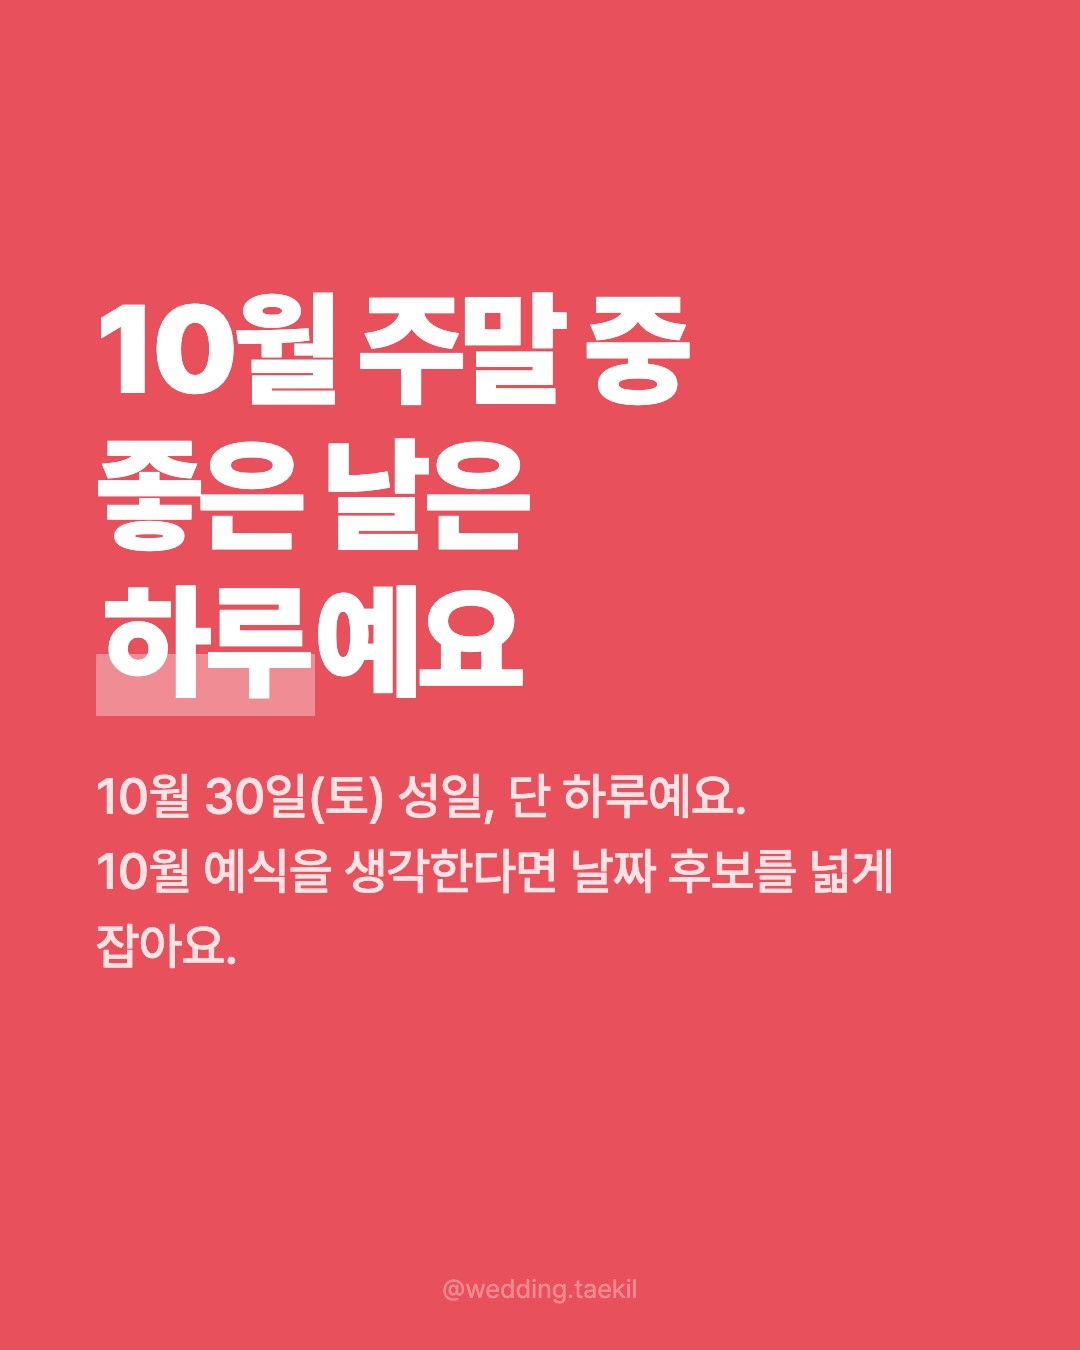 10월 주말 중
좋은 날은
하루예요
10월 30일(토) 성일, 단 하루예요.
10월 예식을 생각한다면 날짜 후보를 넓게
잡아요.
@wedding.taekil